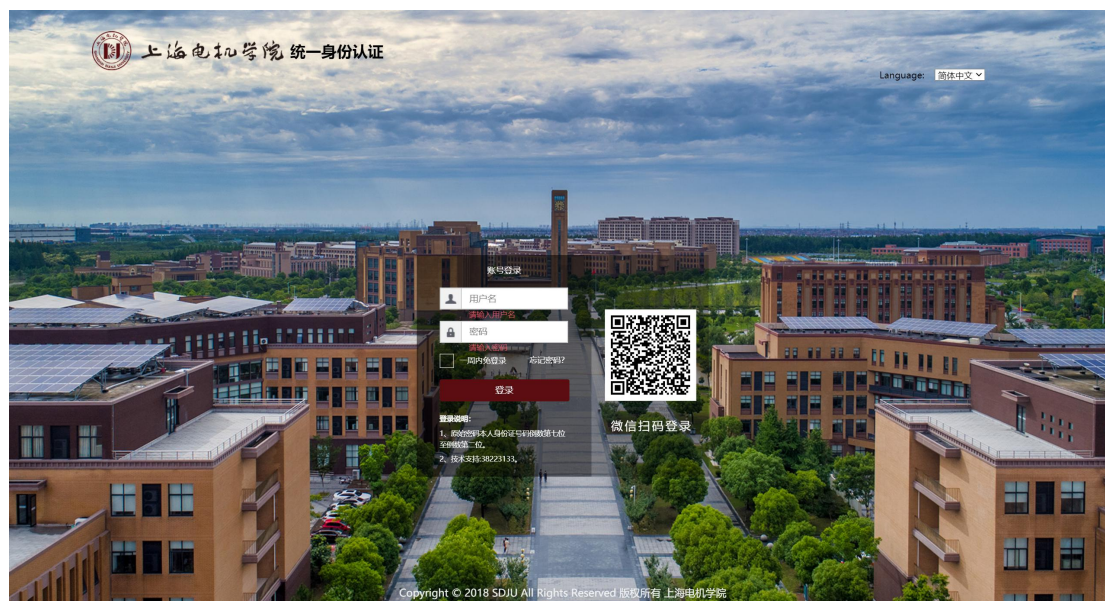 上海电机学院 统一身份认证
Language: 简体中文
账号登录
用户名
请输入用户名
密码
请输入密码
一周内免登录 忘记密码?
登录
登录说明:
1、原始密码本人身份证号码倒数第七位
至倒数第二位。
2、技术支持:38223133。
微信扫码登录
Copyright © 2018 SDJU All Rights Reserved 版权所有 上海电机学院